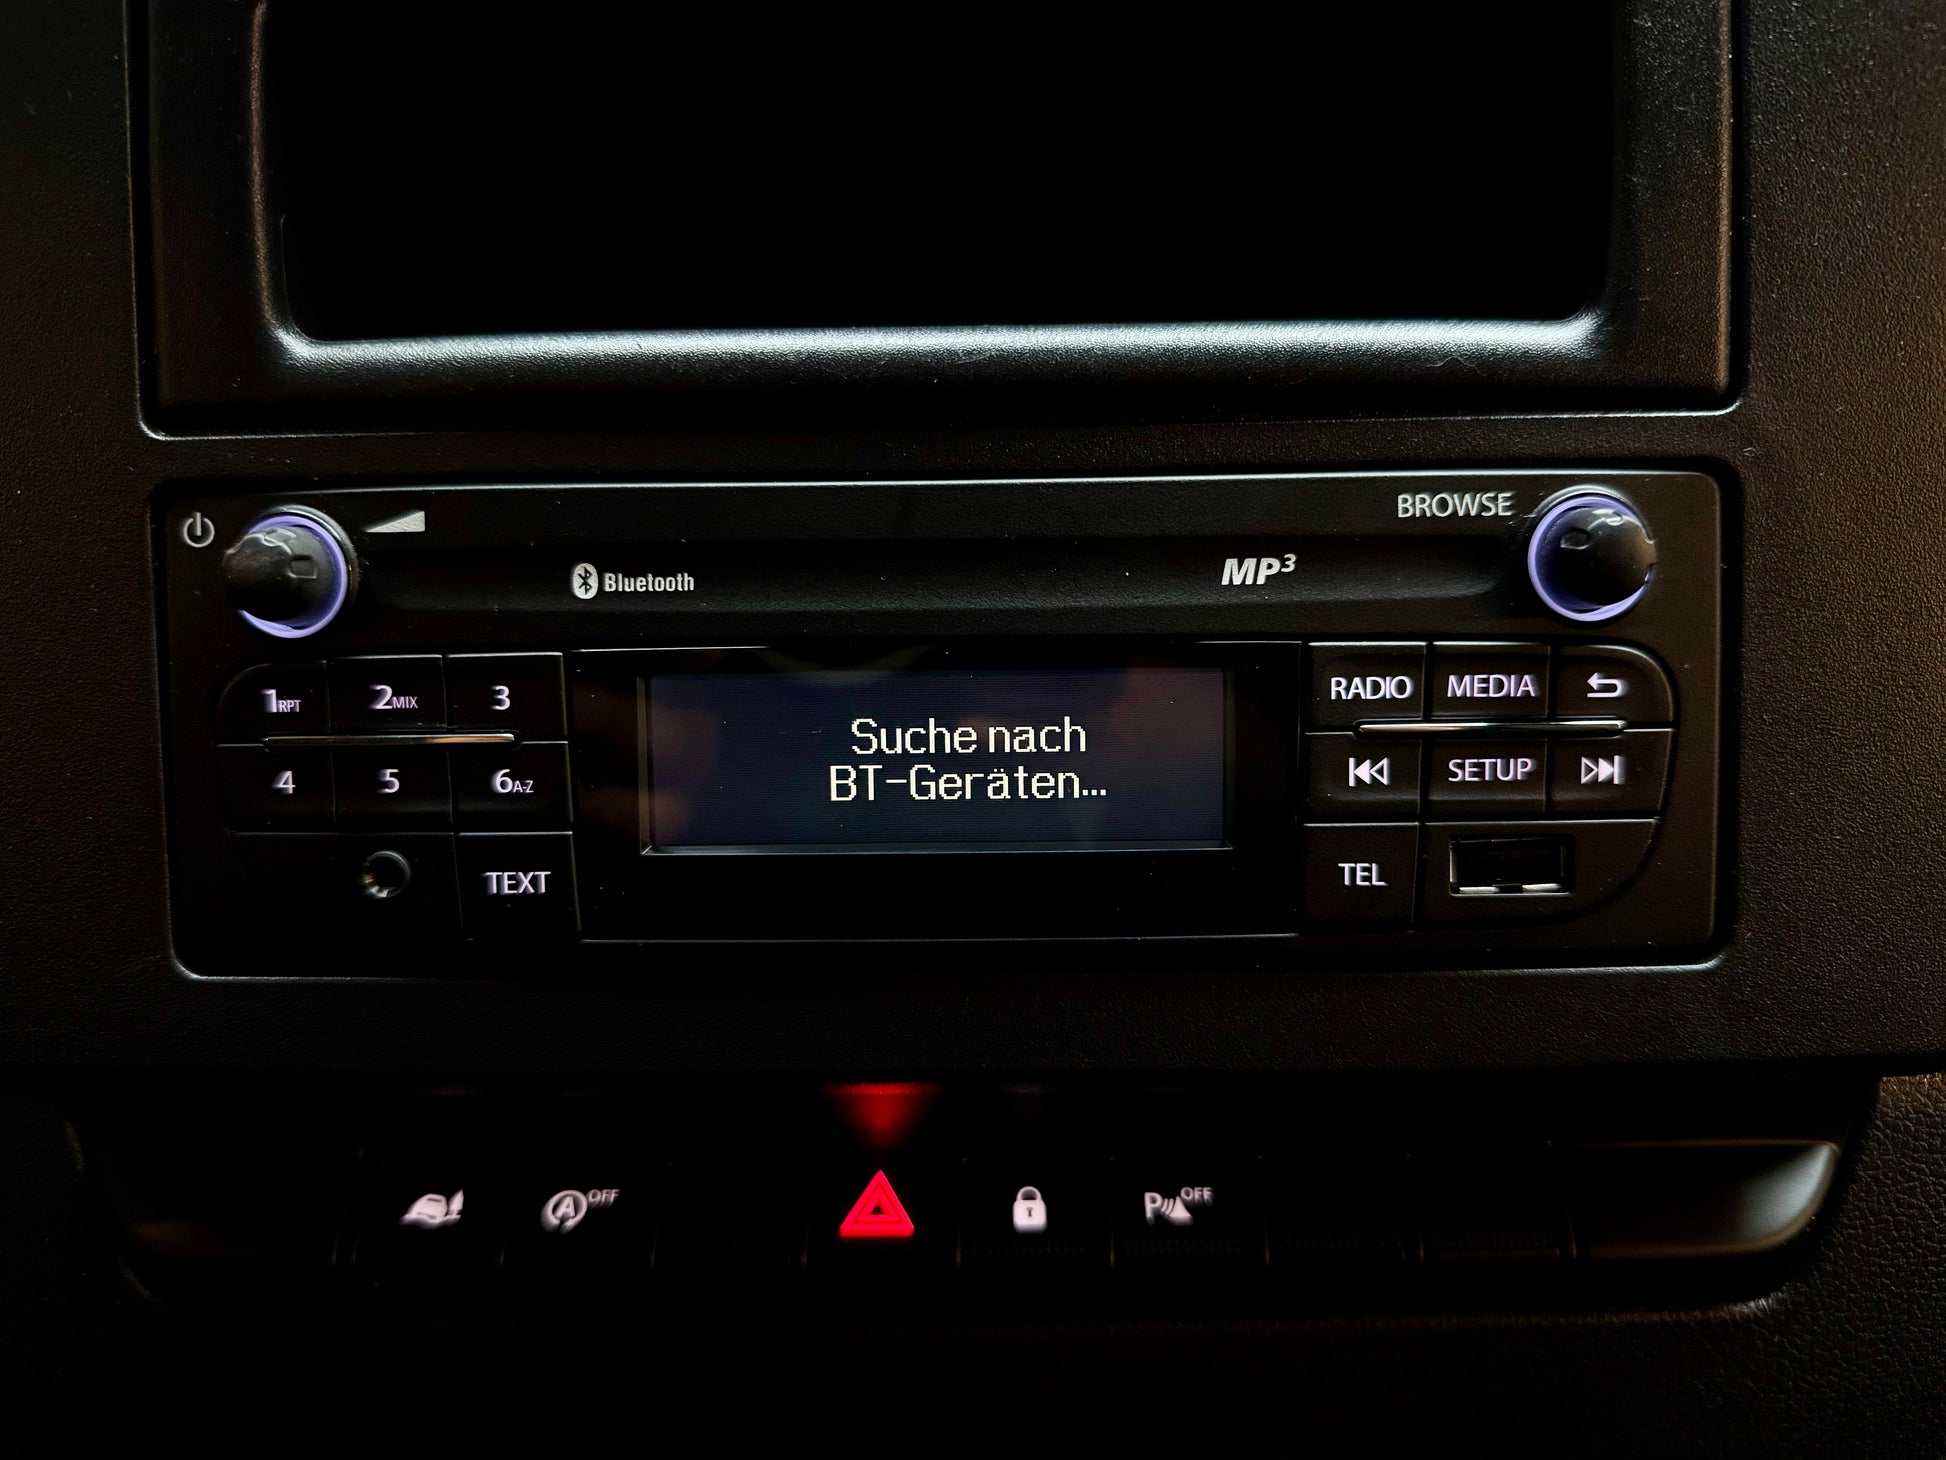 BROWSE
Bluetooth
MP3
1RPT 2MIX 3
RADIO MEDIA
Suche nach
BT-Geräten...
4 5 6A-Z
SETUP
TEXT
TEL
A OFF
P OFF